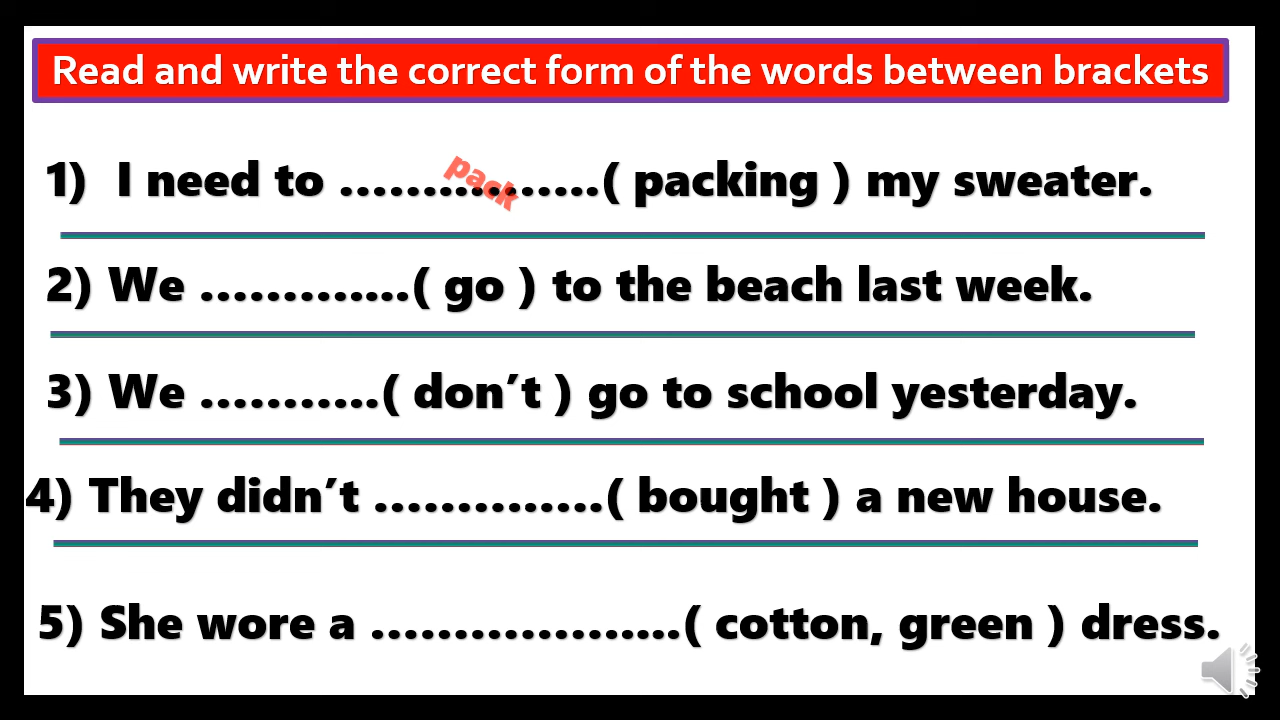 Read and write the correct form of the words between brackets
1) I need to ................( packing ) my sweater.
pack
2) We .............( go ) to the beach last week.
3) We ...........( don’t ) go to school yesterday.
4) They didn’t ..............( bought ) a new house.
5) She wore a ...................( cotton, green ) dress.